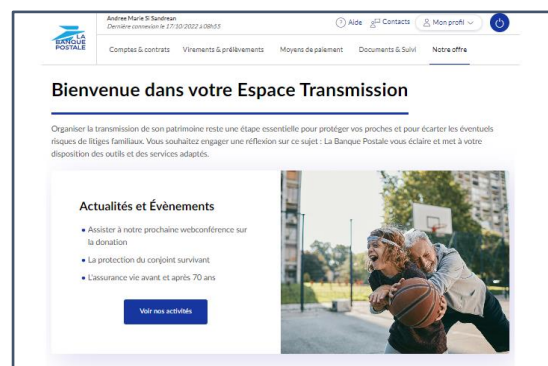 Andree Marie SI Sandrean
Dernière connexion le 17/10/2022 à 08h55
Aide
Contacts
Mon profil
LA
BANQUE
POSTALE
Comptes & contrats
Virements & prélèvements
Moyens de paiement
Documents & Suivi
Notre offre
Bienvenue dans votre Espace Transmission
Organiser la transmission de son patrimoine reste une étape essentielle pour protéger vos proches et pour écarter les éventuels
risques de litiges familiaux. Vous souhaitez engager une réflexion sur ce sujet : La Banque Postale vous éclaire et met à votre
disposition des outils et des services adaptés.
Actualités et Évènements
• Assister à notre prochaine webconférence sur
la donation
• La protection du conjoint survivant
• L'assurance vie avant et après 70 ans
Voir nos activités